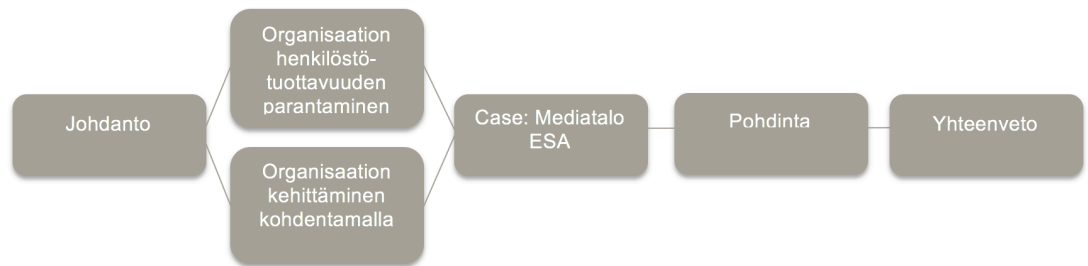 Johdanto
Organisaation
henkilöstö-
tuottavuuden
parantaminen
Organisaation
kehittäminen
kohdentamalla
Case: Mediatalo
ESA
Pohdinta
Yhteenveto